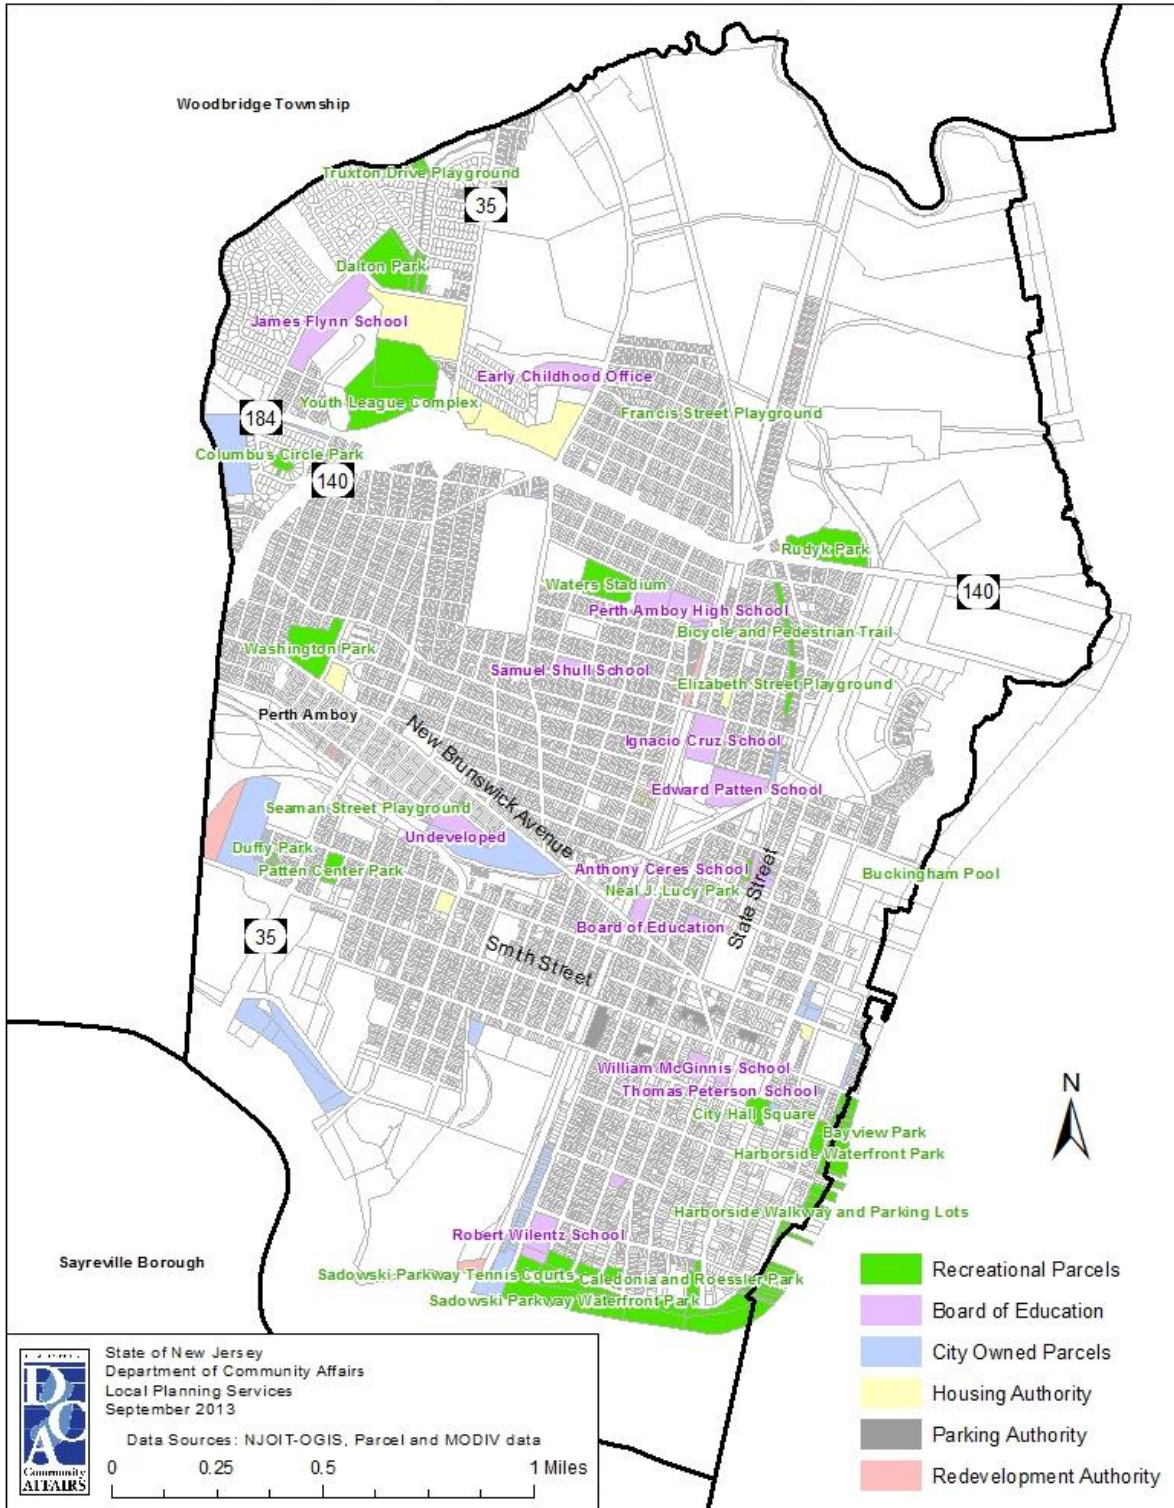 Woodbridge Township
Truxton Drive Playground
35
Dalton Park
James Flynn School
Early Childhood Office
Youth League Complex
Francis Street Playground
184
Columbus Circle Park
140
Rudyk Park
Waters Stadium
140
Perth Amboy High School
Bicycle and Pedestrian Trail
Washington Park
Samuel Shull School
Elizabeth Street Playground
Perth Amboy
New Brunswick Avenue
Ignacio Cruz School
Edward Patten School
Seaman Street Playground
Undeveloped
Duffy Park
Patten Center Park
Anthony Ceres School
Buckingham Pool
Neal J. Lucy Park
State Street
Board of Education
35
Smith Street
William McGinnis School
Thomas Peterson School
City Hall Square
N
Bayview Park
Harborside Waterfront Park
Harborside Walkway and Parking Lots
Robert Wilentz School
Sayreville Borough
Sadowski Parkway Tennis Courts
Caledonia and Roessler Park
Sadowski Parkway Waterfront Park
Recreational Parcels
Board of Education
City Owned Parcels
Housing Authority
Parking Authority
Redevelopment Authority
DCA
Community
AFFAIRS
State of New Jersey
Department of Community Affairs
Local Planning Services
September 2013
Data Sources: NJOIT-OGIS, Parcel and MODIV data
0 0.25 0.5 1 Miles